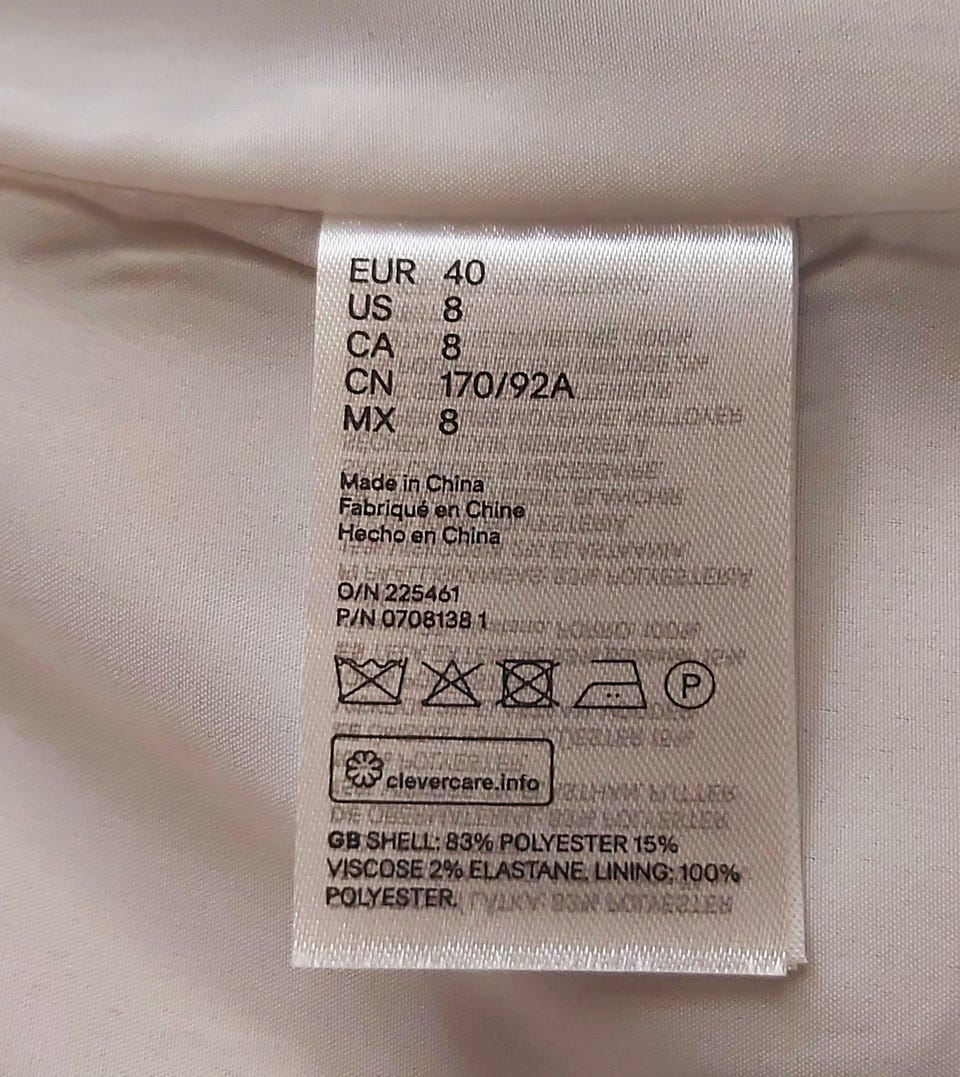 EUR 40
US 8
CA 8
CN 170/92A
MX 8
Made in China
Fabriqué en Chine
Hecho en China
O/N 225461
P/N 0708138 1
P
clevercare.info
GB SHELL: 83% POLYESTER 15%
VISCOSE 2% ELASTANE. LINING: 100%
POLYESTER.